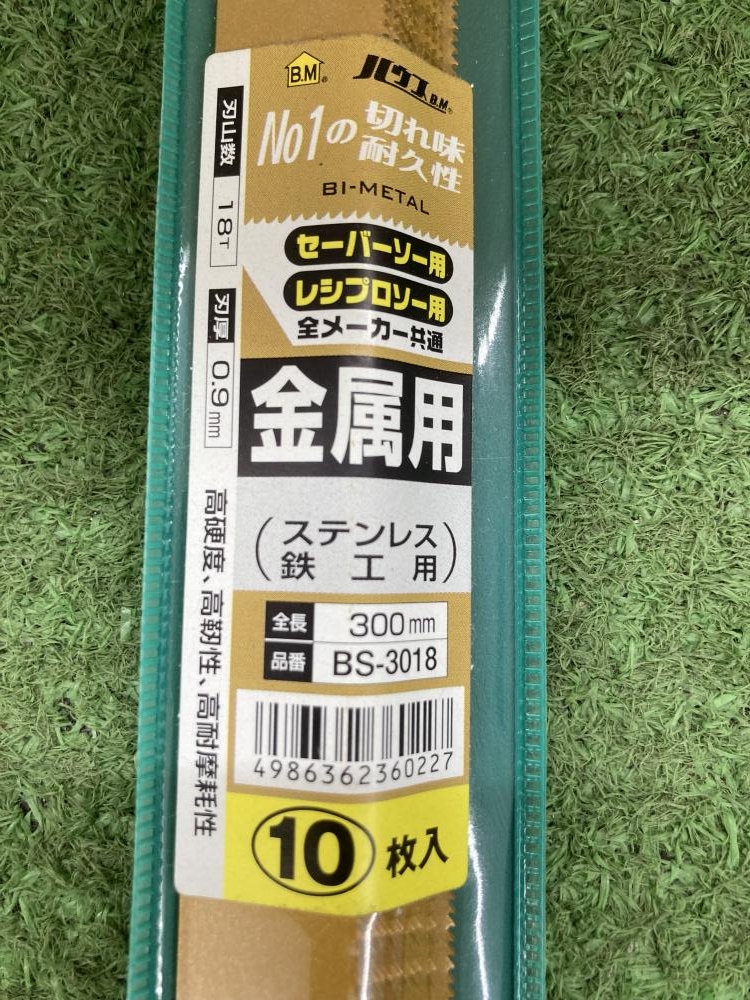 B.M®
ハウスB.M®
No1の 切れ味
耐久性
BI-METAL
セーバーソー用
レシプロソー用
全メーカー共通
金属用
(ステンレス
鉄工用)
全長 300mm
品番 BS-3018
4986362360227
10枚入
刃山数 18T
刃厚 0.9mm
高硬度、高靭性、高耐摩耗性